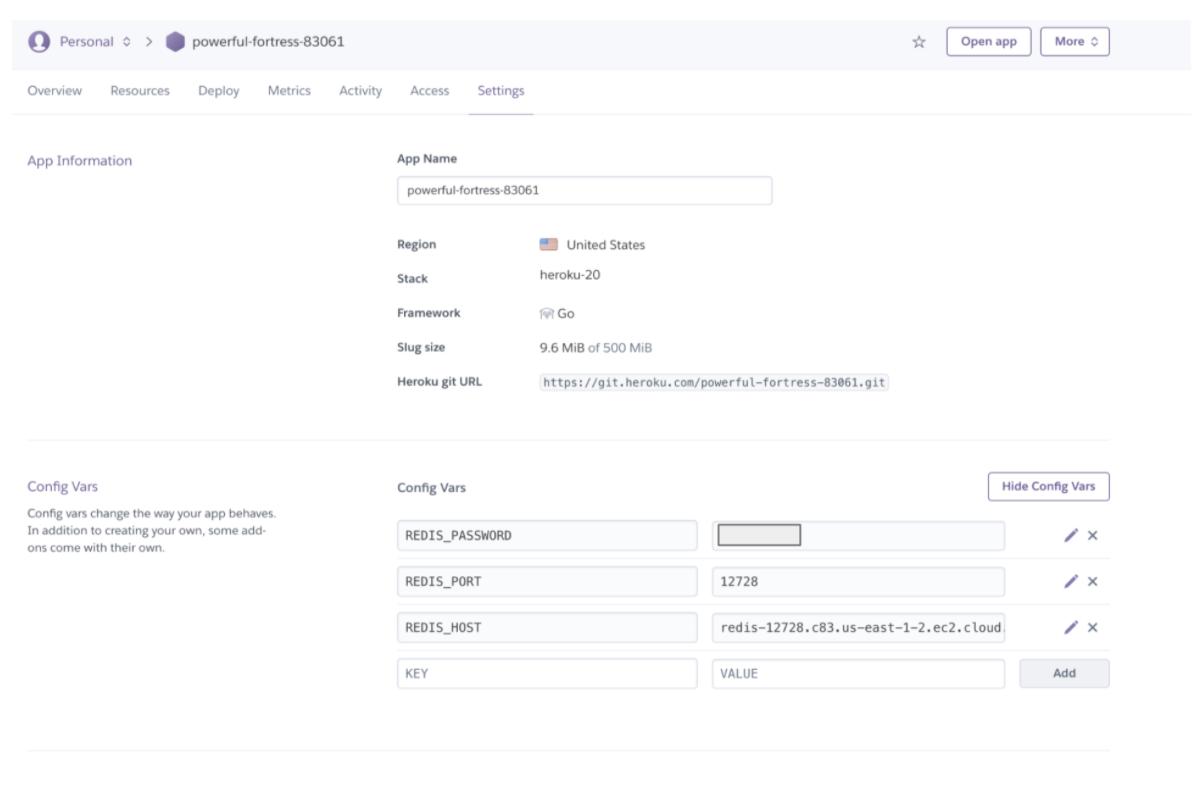 Personal > powerful-fortress-83061 Open app More
Overview Resources Deploy Metrics Activity Access Settings
App Information
App Name
powerful-fortress-83061
Region United States
Stack heroku-20
Framework Go
Slug size 9.6 MiB of 500 MiB
Heroku git URL https://git.heroku.com/powerful-fortress-83061.git
Config Vars
Config vars change the way your app behaves.
In addition to creating your own, some add-
ons come with their own.
Config Vars Hide Config Vars
REDIS_PASSWORD
REDIS_PORT 12728
REDIS_HOST redis-12728.c83.us-east-1-2.ec2.cloud.
KEY VALUE Add